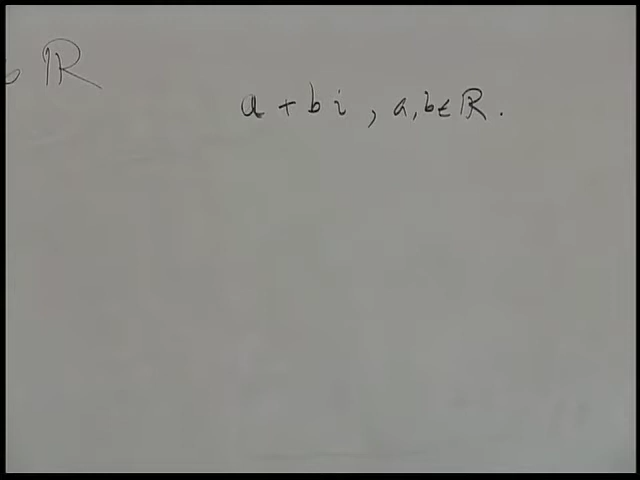 ℝ
a + b i , a, b ∈ ℝ .